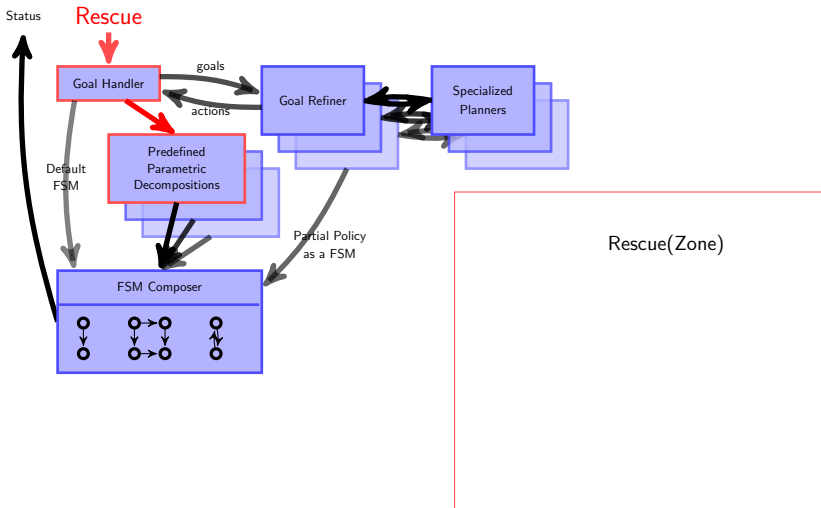 Status
Rescue
Goal Handler
goals
actions
Goal Refiner
Specialized
Planners
Predefined
Parametric
Decompositions
Default
FSM
Partial Policy
as a FSM
FSM Composer
Rescue(Zone)